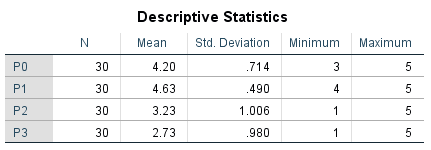 Descriptive Statistics
N Mean Std. Deviation Minimum Maximum
P0 30 4.20 .714 3 5
P1 30 4.63 .490 4 5
P2 30 3.23 1.006 1 5
P3 30 2.73 .980 1 5